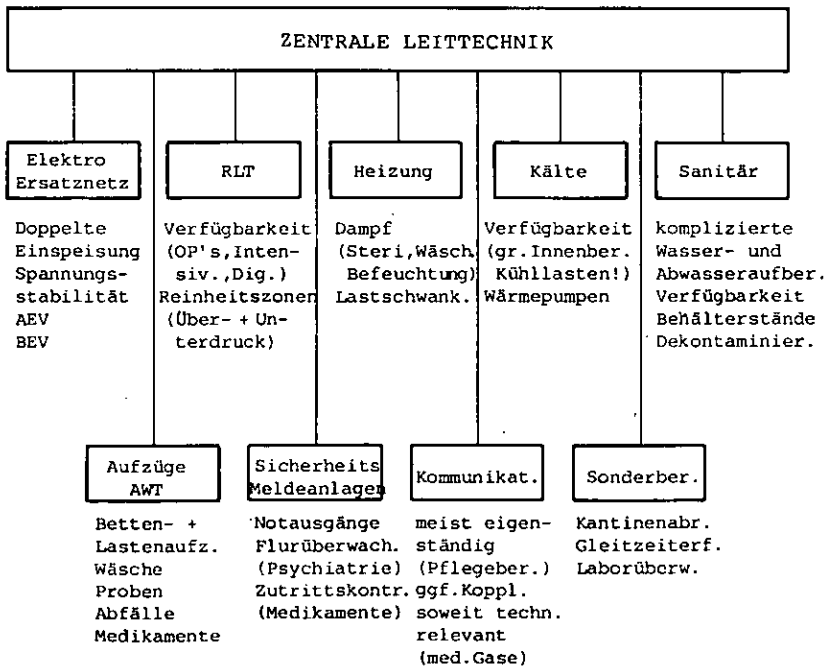 ZENTRALE LEITTECHNIK
Elektro
Ersatznetz
Doppelte
Einspeisung
Spannungs-
stabilität
AEV
BEV
RLT
Verfügbarkeit
(OP's,Inten-
siv.,Dig.)
Reinheitszonen
(Über- + Un-
terdruck)
Heizung
Dampf
(Steri,Wäsch.
Befeuchtung)
Lastschwank.
Kälte
Verfügbarkeit
(gr.Innenber.
Kühllasten!)
Wärmepumpen
Sanitär
komplizierte
Wasser- und
Abwasseraufber.
Verfügbarkeit
Behälterstände
Dekontaminier.
Aufzüge
AWT
Betten- +
Lastenaufz.
Wäsche
Proben
Abfälle
Medikamente
Sicherheits
Meldeanlagen
Notausgänge
Flurüberwach.
(Psychiatrie)
Zutrittskontr.
(Medikamente)
Kommunikat.
meist eigen-
ständig
(Pflegeber.)
ggf.Koppl.
soweit techn.
relevant
(med.Gase)
Sonderber.
Kantinenabr.
Gleitzeiterf.
Laborüberw.